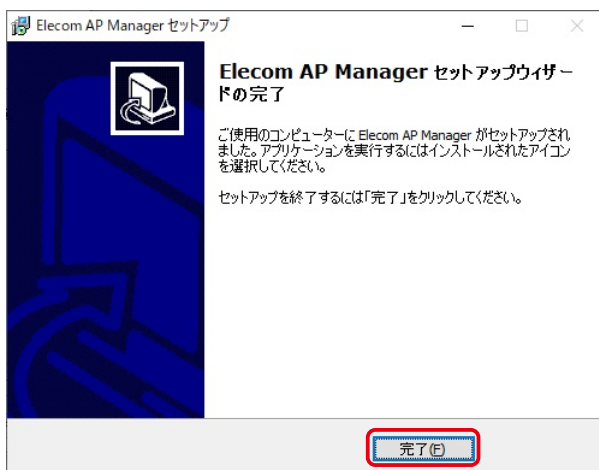 Elecom AP Manager セットアップ
Elecom AP Manager セットアップウィザー
ドの完了
ご使用のコンピューターに Elecom AP Manager がセットアップされ
ました。アプリケーションを実行するにはインストールされたアイコン
を選択してください。
セットアップを終了するには「完了」をクリックしてください。
完了(F)